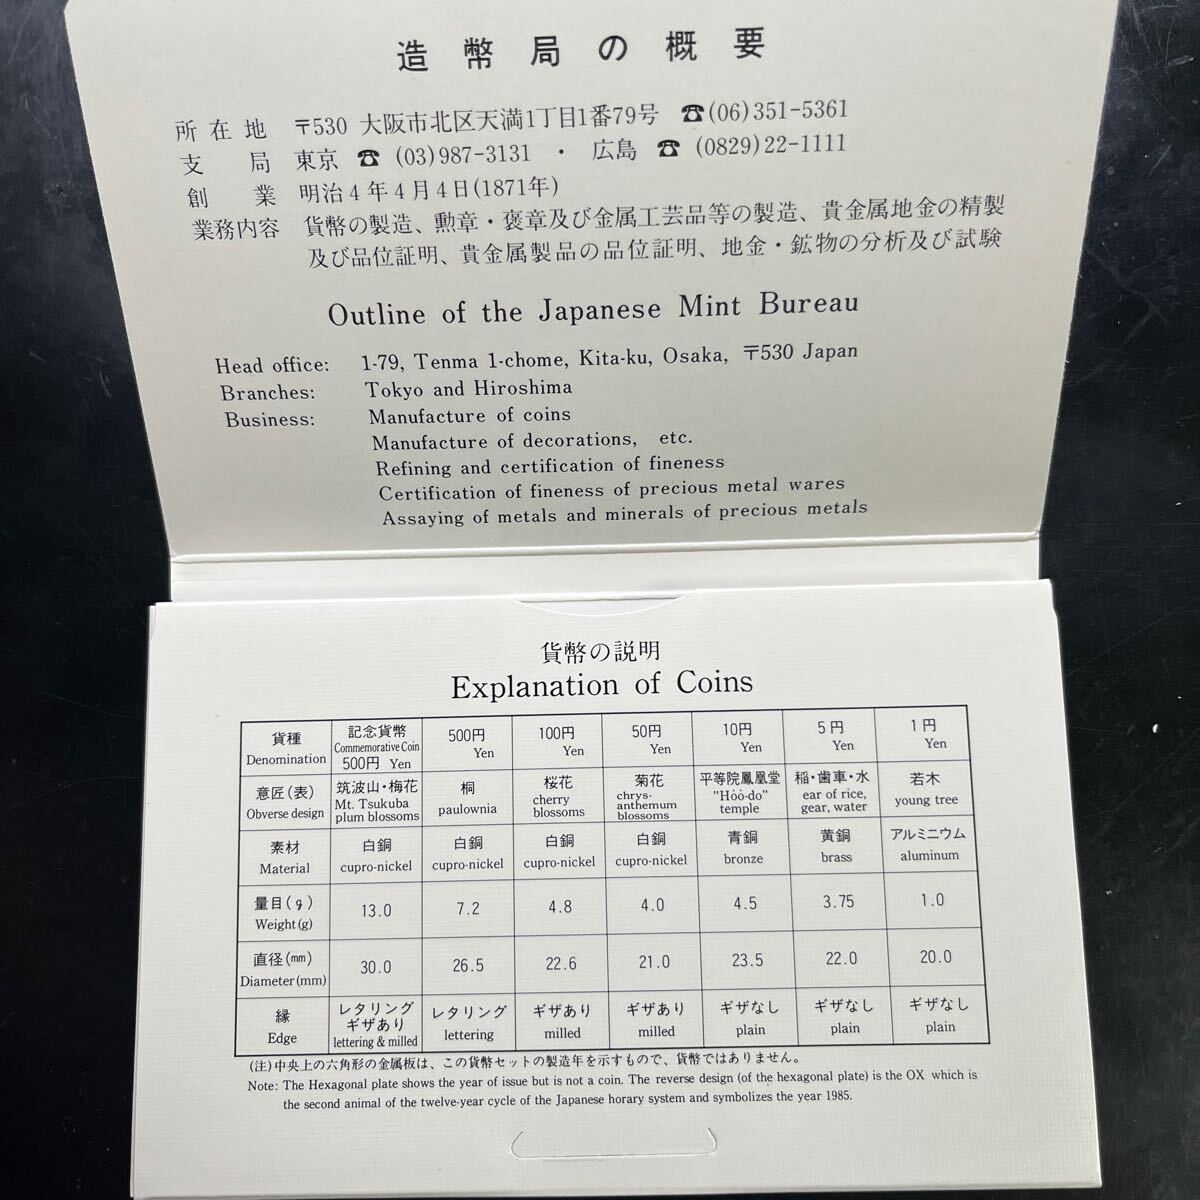 造幣局の概要
所在地 〒530 大阪市北区天満1丁目1番79号 ☎(06)351-5361
支局 東京 ☎ (03)987-3131 ・ 広島 ☎ (0829)22-1111
創業 明治4年4月4日(1871年)
業務内容 貨幣の製造、勲章・褒章及び金属工芸品等の製造、貴金属地金の精製
及び品位証明、貴金属製品の品位証明、地金・鉱物の分析及び試験
Outline of the Japanese Mint Bureau
Head office: 1-79, Tenma 1-chome, Kita-ku, Osaka, 〒530 Japan
Branches: Tokyo and Hiroshima
Business: Manufacture of coins
Manufacture of decorations, etc.
Refining and certification of fineness
Certification of fineness of precious metal wares
Assaying of metals and minerals of precious metals
貨幣の説明
Explanation of Coins
貨種 記念貨幣 500円 100円 50円 10円 5円 1円
Denomination Commemorative Coin Yen Yen Yen Yen Yen Yen
500円 Yen
意匠(表) 筑波山・梅花 桐 桜花 菊花 平等院鳳凰堂 稲・歯車・水 若木
Obverse design Mt. Tsukuba paulownia cherry chrys- "Hōō-do" ear of rice, young tree
plum blossoms blossoms anthemum temple gear, water
blossoms
素材 白銅 白銅 白銅 白銅 青銅 黄銅 アルミニウム
Material cupro-nickel cupro-nickel cupro-nickel cupro-nickel bronze brass aluminum
量目(g) 13.0 7.2 4.8 4.0 4.5 3.75 1.0
Weight(g)
直径(mm) 30.0 26.5 22.6 21.0 23.5 22.0 20.0
Diameter(mm)
縁 レタリング レタリング ギザあり ギザあり ギザなし ギザなし ギザなし
Edge ギザあり lettering milled milled plain plain plain
lettering & milled
(注)中央上の六角形の金属板は、この貨幣セットの製造年を示すもので、貨幣ではありません。
Note: The Hexagonal plate shows the year of issue but is not a coin. The reverse design (of the hexagonal plate) is the OX which is
the second animal of the twelve-year cycle of the Japanese horary system and symbolizes the year 1985.